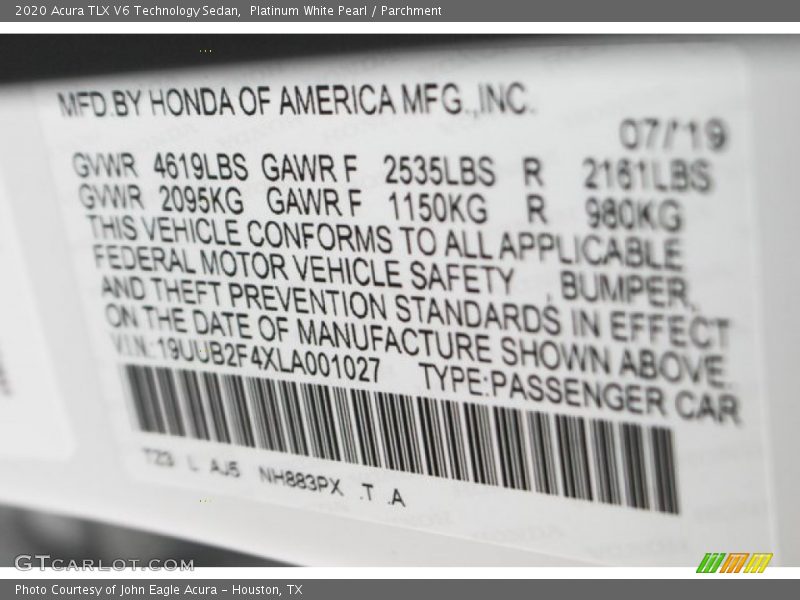 2020 Acura TLX V6 Technology Sedan, Platinum White Pearl / Parchment
MFD.BY HONDA OF AMERICA MFG.,INC.
07/19
GVWR 4619LBS GAWR F 2535LBS R 2161LBS
GVWR 2095KG GAWR F 1150KG R 980KG
THIS VEHICLE CONFORMS TO ALL APPLICABLE
FEDERAL MOTOR VEHICLE SAFETY , BUMPER,
AND THEFT PREVENTION STANDARDS IN EFFECT
ON THE DATE OF MANUFACTURE SHOWN ABOVE.
V.I.N.:19UUB2F4XLA001027 TYPE:PASSENGER CAR
TZ3 L AJ5 NH883PX .T .A
GTCARLOT.COM
Photo Courtesy of John Eagle Acura - Houston, TX